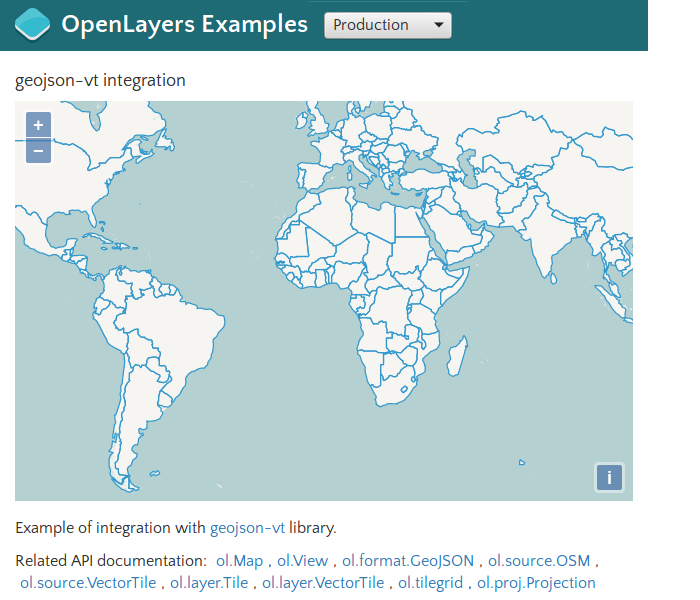 OpenLayers Examples Production
geojson-vt integration
+
−
i
Example of integration with geojson-vt library.
Related API documentation: ol.Map , ol.View , ol.format.GeoJSON , ol.source.OSM ,
ol.source.VectorTile , ol.layer.Tile , ol.layer.VectorTile , ol.tilegrid , ol.proj.Projection